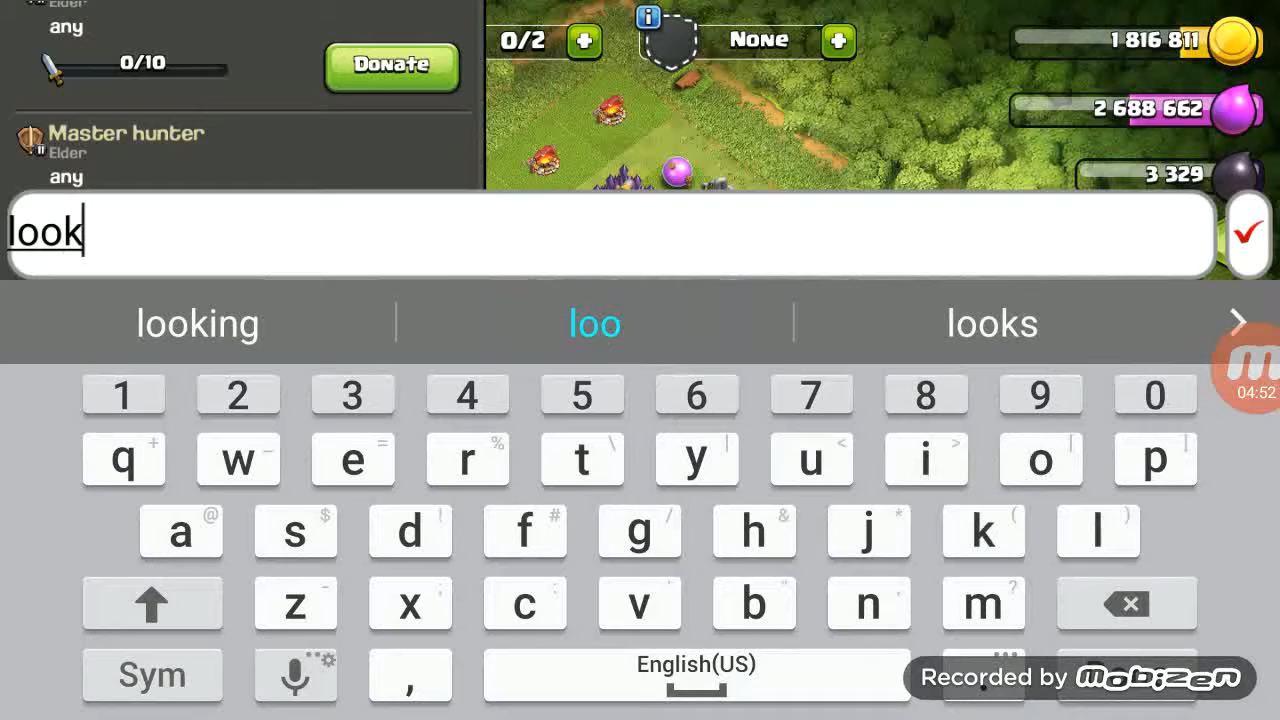 any
0/10
Donate
0/2
None
1 816 811
Master hunter
Elder
any
2 688 662
3 329
look
looking
loo
looks
04:52
1 2 3 4 5 6 7 8 9 0
q + w - e = r % t \ y | u < i > o [ p ]
a @ s $ d ! f # g / h & j * k ( l )
z x c v b n m ?
Sym
,
English(US)
Recorded by mobizen